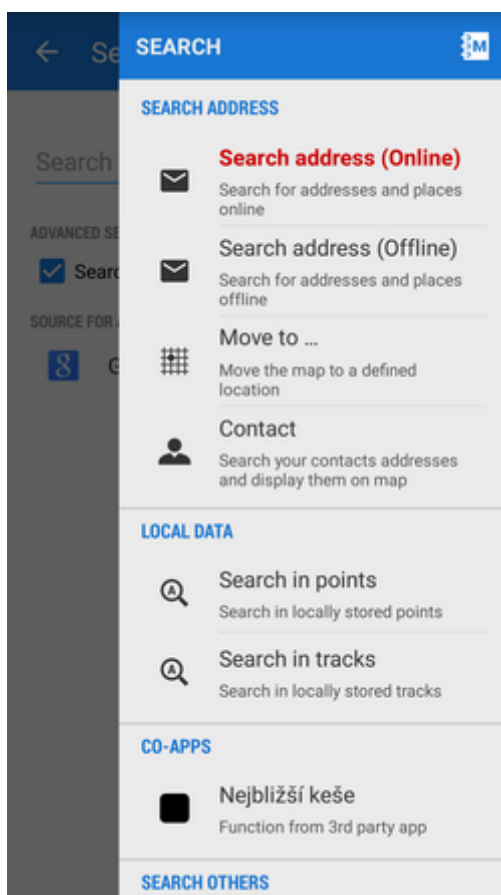 Se
SEARCH
M
SEARCH ADDRESS
Search
Search address (Online)
Search for addresses and places
online
ADVANCED SE
Searc
Search address (Offline)
Search for addresses and places
offline
SOURCE FOR A
8 G
Move to ...
Move the map to a defined
location
Contact
Search your contacts addresses
and display them on map
LOCAL DATA
A
Search in points
Search in locally stored points
A
Search in tracks
Search in locally stored tracks
CO-APPS
Nejbližší keše
Function from 3rd party app
SEARCH OTHERS